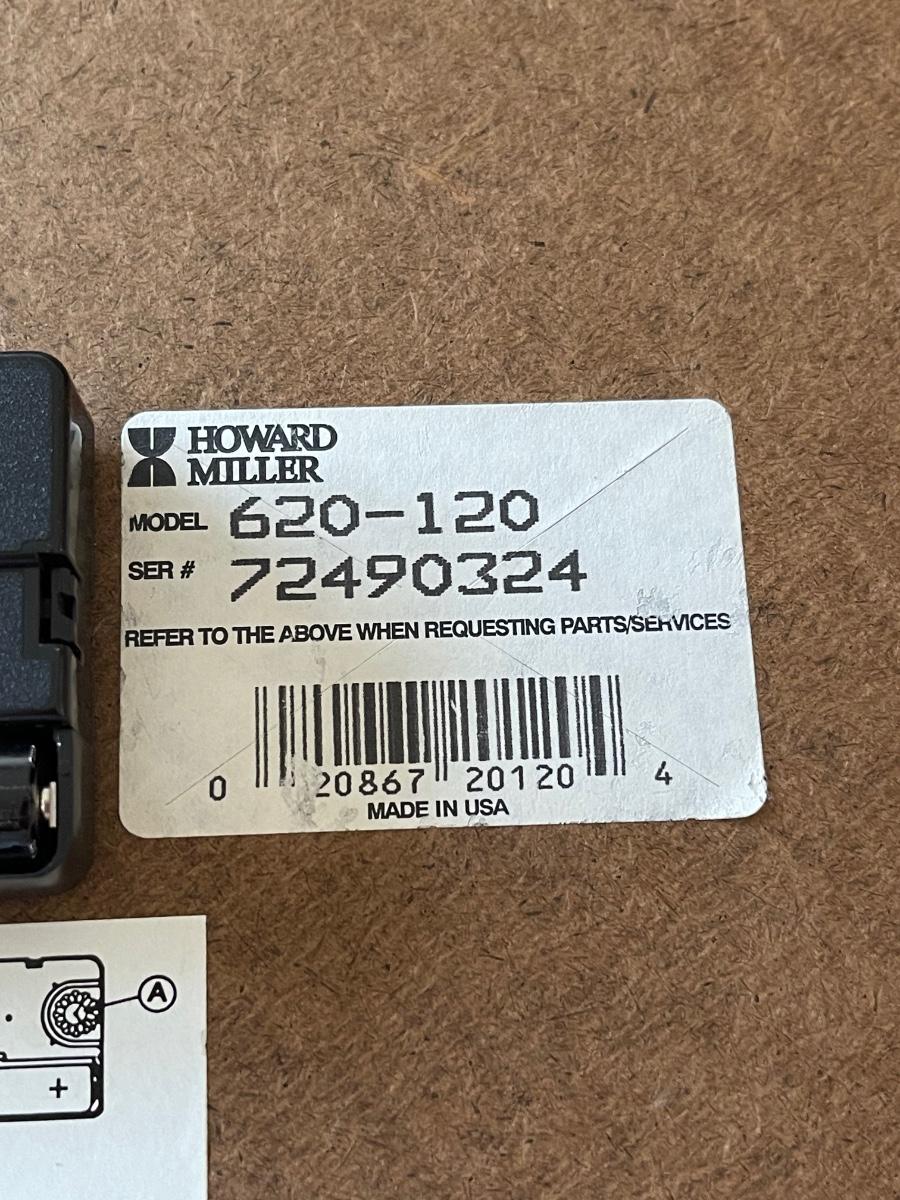 HOWARD
MILLER
MODEL 620-120
SER # 72490324
REFER TO THE ABOVE WHEN REQUESTING PARTS/SERVICES
0 20867 20120 4
MADE IN USA
A
+